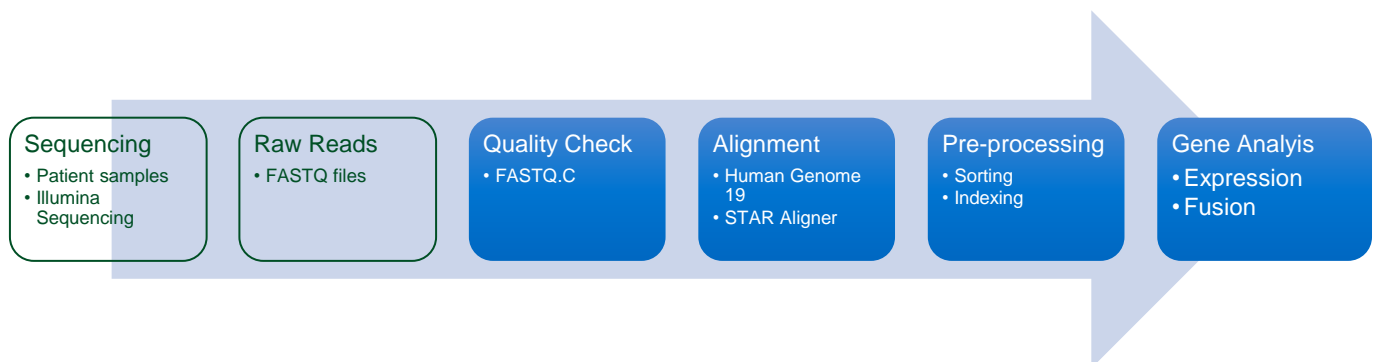 Sequencing
• Patient samples
• Illumina
Sequencing
Raw Reads
• FASTQ files
Quality Check
• FASTQ.C
Alignment
• Human Genome
19
• STAR Aligner
Pre-processing
• Sorting
• Indexing
Gene Analyis
• Expression
• Fusion